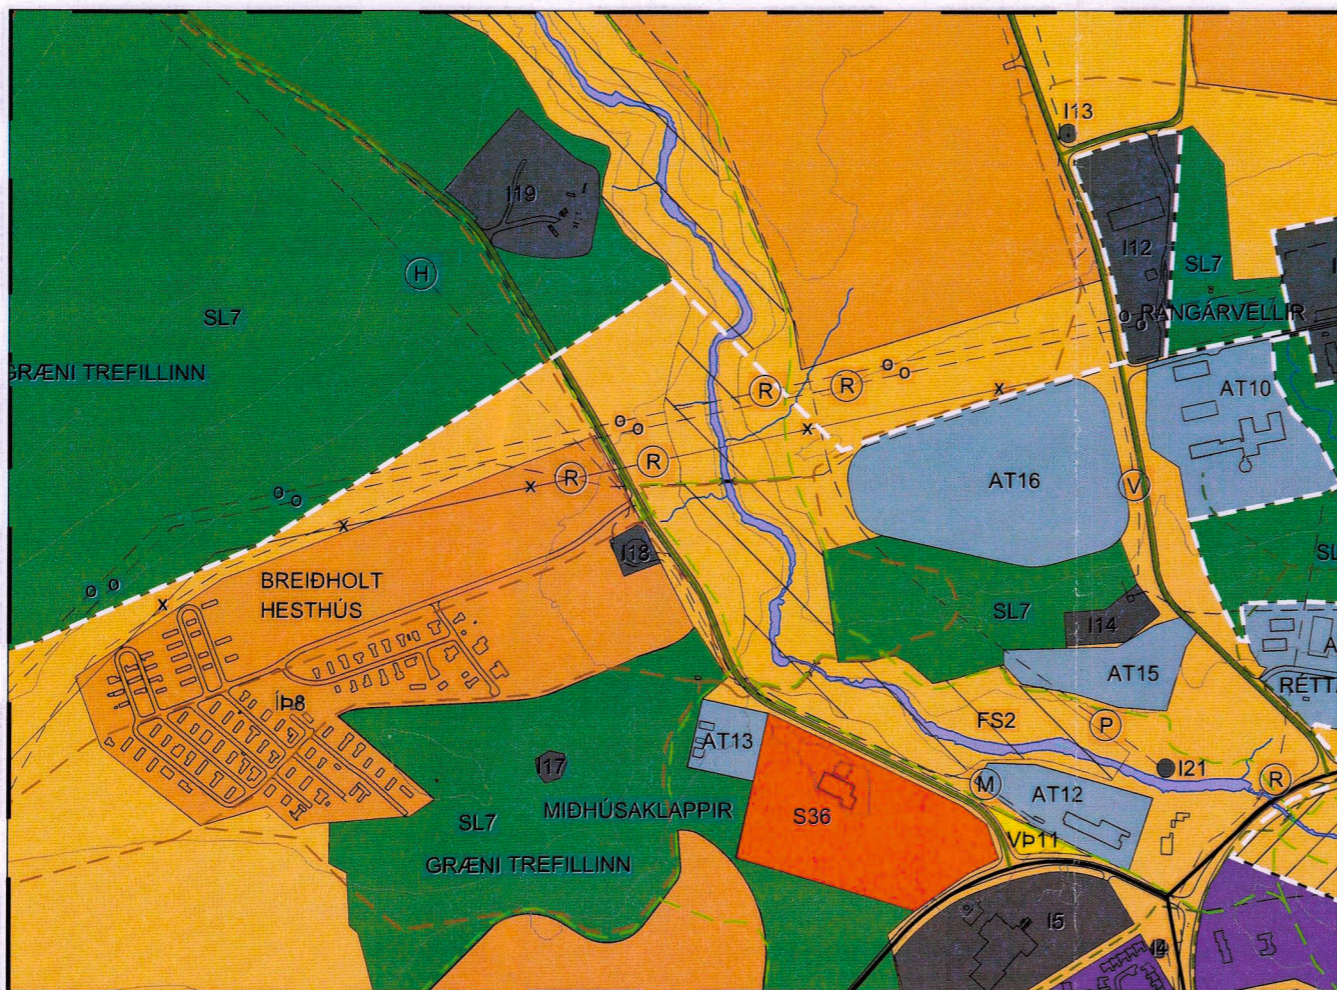 I13
I19
I12
SL7
RANGÁRVELLIR
H
SL7
GRÆNI TREFILLINN
AT10
R
R
R
R
AT16
V
I18
BREIÐHOLT
HESTHÚS
SL7
I14
AT15
ÍÞ8
FS2
P
AT13
I17
I21
R
M
AT12
MIÐHÚSAKLAPPIR
S36
SL7
VÞ11
GRÆNI TREFILLINN
I5